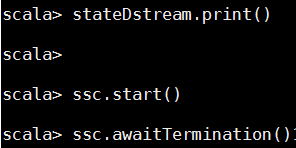 scala> stateDstream.print()
scala>
scala> ssc.start()
scala> ssc.awaitTermination()